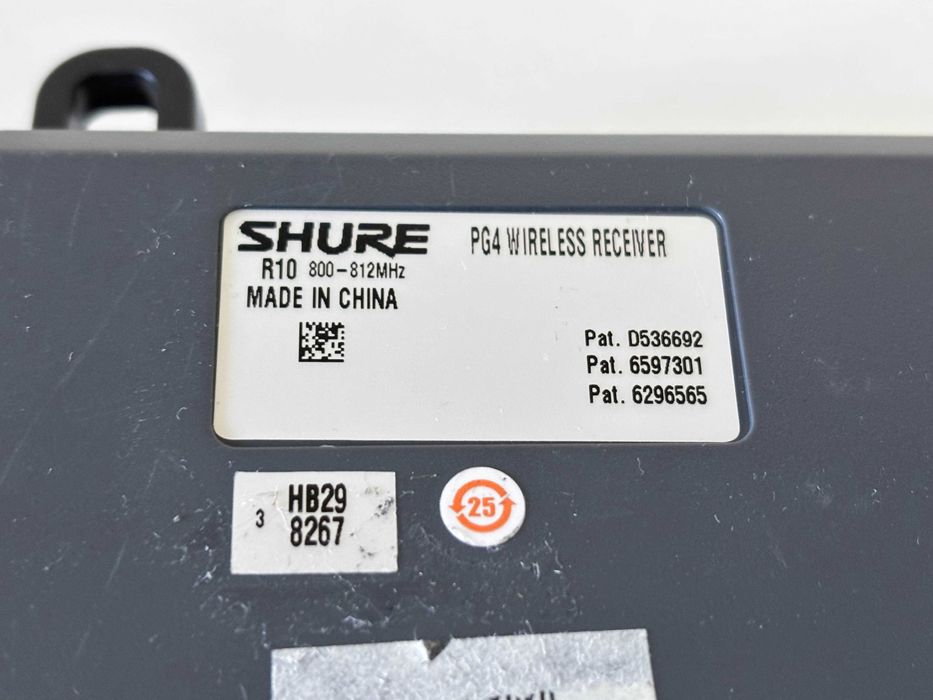 SHURE
PG4 WIRELESS RECEIVER
R10 800-812MHz
MADE IN CHINA
Pat. D536692
Pat. 6597301
Pat. 6296565
HB29
3
8267
25